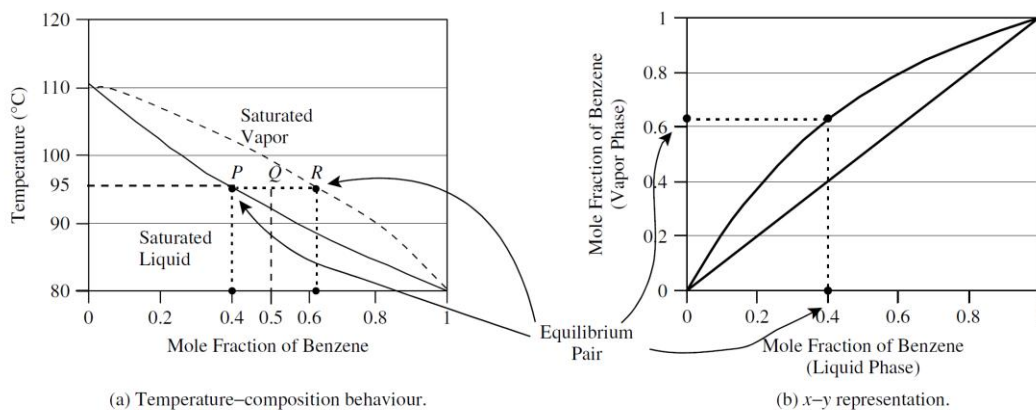 120
110
100
95
90
80
Temperature (°C)
Saturated
Vapor
P
Q
R
Saturated
Liquid
0
0.2
0.4
0.5
0.6
0.8
1
Mole Fraction of Benzene
(a) Temperature–composition behaviour.
Equilibrium
Pair
1
0.8
0.6
0.4
0.2
0
Mole Fraction of Benzene
(Vapor Phase)
0
0.2
0.4
0.6
0.8
Mole Fraction of Benzene
(Liquid Phase)
(b) x–y representation.